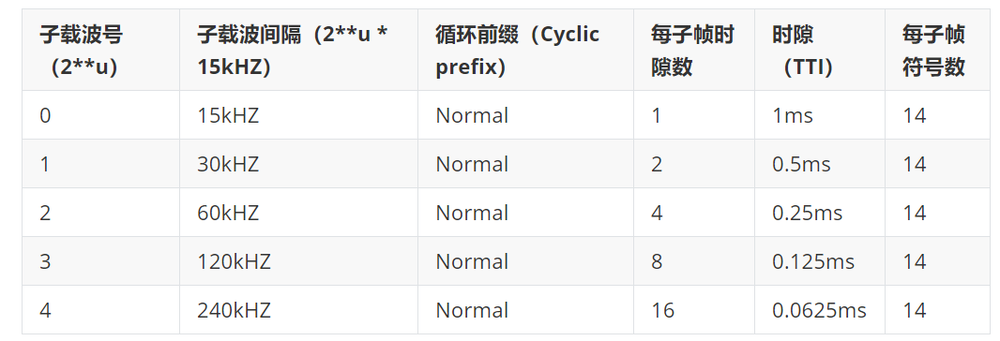 子载波号 子载波间隔（2**u * 循环前缀（Cyclic 每子帧时 时隙 每子帧
（2**u） 15kHZ） prefix） 隙数 （TTI） 符号数
0 15kHZ Normal 1 1ms 14
1 30kHZ Normal 2 0.5ms 14
2 60kHZ Normal 4 0.25ms 14
3 120kHZ Normal 8 0.125ms 14
4 240kHZ Normal 16 0.0625ms 14